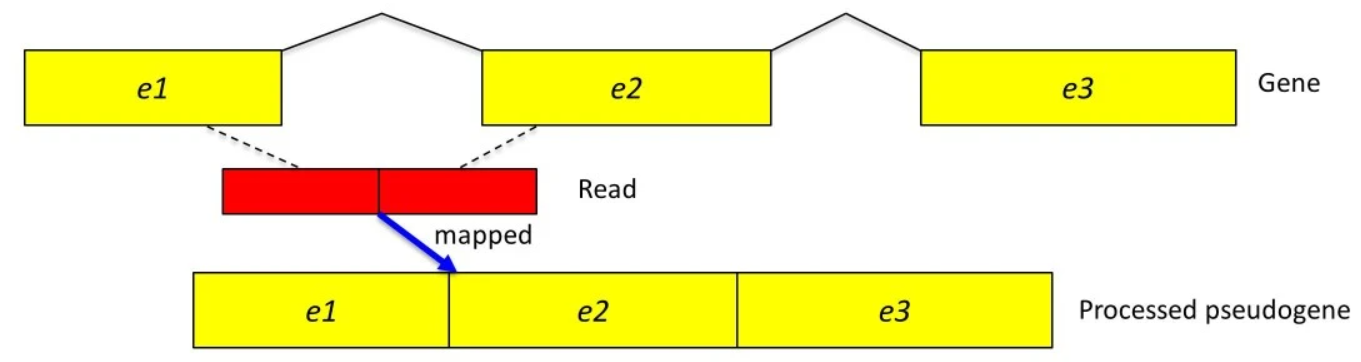 e1 e2 e3 Gene
Read
mapped
e1 e2 e3 Processed pseudogene